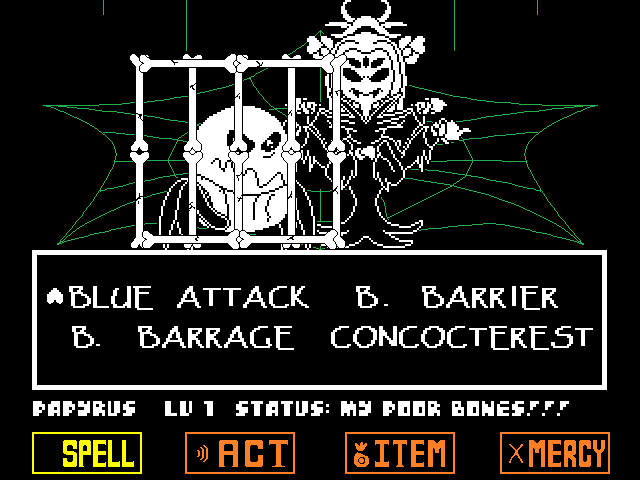 BLUE ATTACK B. BARRIER
B. BARRAGE CONCOCTEREST
PAPYRUS LV 1 STATUS: MY POOR BONES!!!
SPELL ACT ITEM MERCY